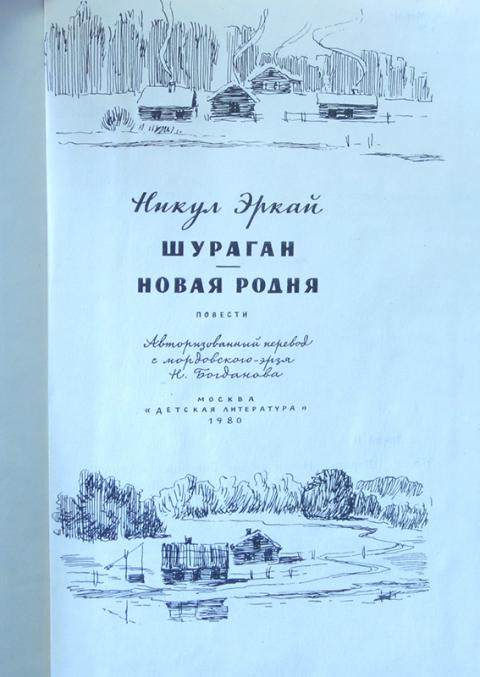 Никул Эркай
ШУРАГАН
НОВАЯ РОДНЯ
ПОВЕСТИ
Авторизованный перевод
с мордовского-эрзя
Н. Богданова
МОСКВА
«ДЕТСКАЯ ЛИТЕРАТУРА»
1980